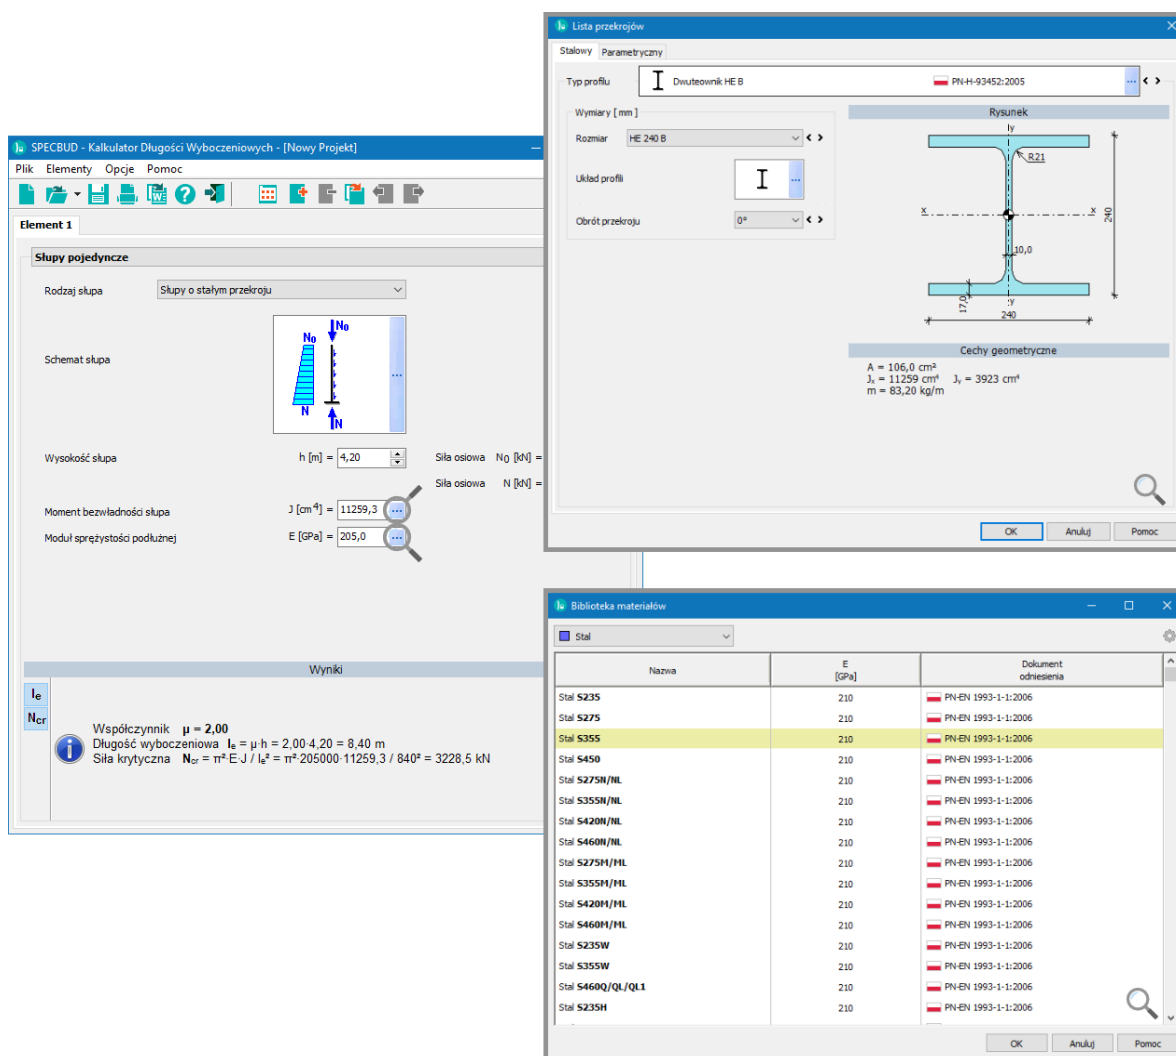 SPECBUD - Kalkulator Długości Wyboczeniowych - [Nowy Projekt]
Plik Elementy Opcje Pomoc
Element 1
Słupy pojedyncze
Rodzaj słupa Słupy o stałym przekroju
Schemat słupa
N₀
N₀
N
N
Wysokość słupa h [m] = 4,20 Siła osiowa N₀ [kN] =
Siła osiowa N [kN] =
Moment bezwładności słupa J [cm⁴] = 11259,3 ...
Moduł sprężystości podłużnej E [GPa] = 205,0 ...
Wyniki
lₑ
Ncr
Współczynnik μ = 2,00
Długość wyboczeniowa lₑ = μ·h = 2,00·4,20 = 8,40 m
Siła krytyczna Ncr = π²·E·J / lₑ² = π²·205000·11259,3 / 840² = 3228,5 kN
Lista przekrojów
Stalowy Parametryczny
Typ profilu Dwuteownik HE B PN-H-93452:2005 ...
Wymiary [ mm ]
Rozmiar HE 240 B
Układ profili ...
Obrót przekroju 0°
Rysunek
y
R21
x x
240
10,0
17,0
y
240
Cechy geometryczne
A = 106,0 cm²
Jₓ = 11259 cm⁴ Jᵧ = 3923 cm⁴
m = 83,20 kg/m
OK Anuluj Pomoc
Biblioteka materiałów
Stal
Nazwa E [GPa] Dokument odniesienia
Stal S235 210 PN-EN 1993-1-1:2006
Stal S275 210 PN-EN 1993-1-1:2006
Stal S355 210 PN-EN 1993-1-1:2006
Stal S450 210 PN-EN 1993-1-1:2006
Stal S275N/NL 210 PN-EN 1993-1-1:2006
Stal S355N/NL 210 PN-EN 1993-1-1:2006
Stal S420N/NL 210 PN-EN 1993-1-1:2006
Stal S460N/NL 210 PN-EN 1993-1-1:2006
Stal S275M/ML 210 PN-EN 1993-1-1:2006
Stal S355M/ML 210 PN-EN 1993-1-1:2006
Stal S420M/ML 210 PN-EN 1993-1-1:2006
Stal S460M/ML 210 PN-EN 1993-1-1:2006
Stal S235W 210 PN-EN 1993-1-1:2006
Stal S355W 210 PN-EN 1993-1-1:2006
Stal S460Q/QL/QL1 210 PN-EN 1993-1-1:2006
Stal S235H 210 PN-EN 1993-1-1:2006
OK Anuluj Pomoc